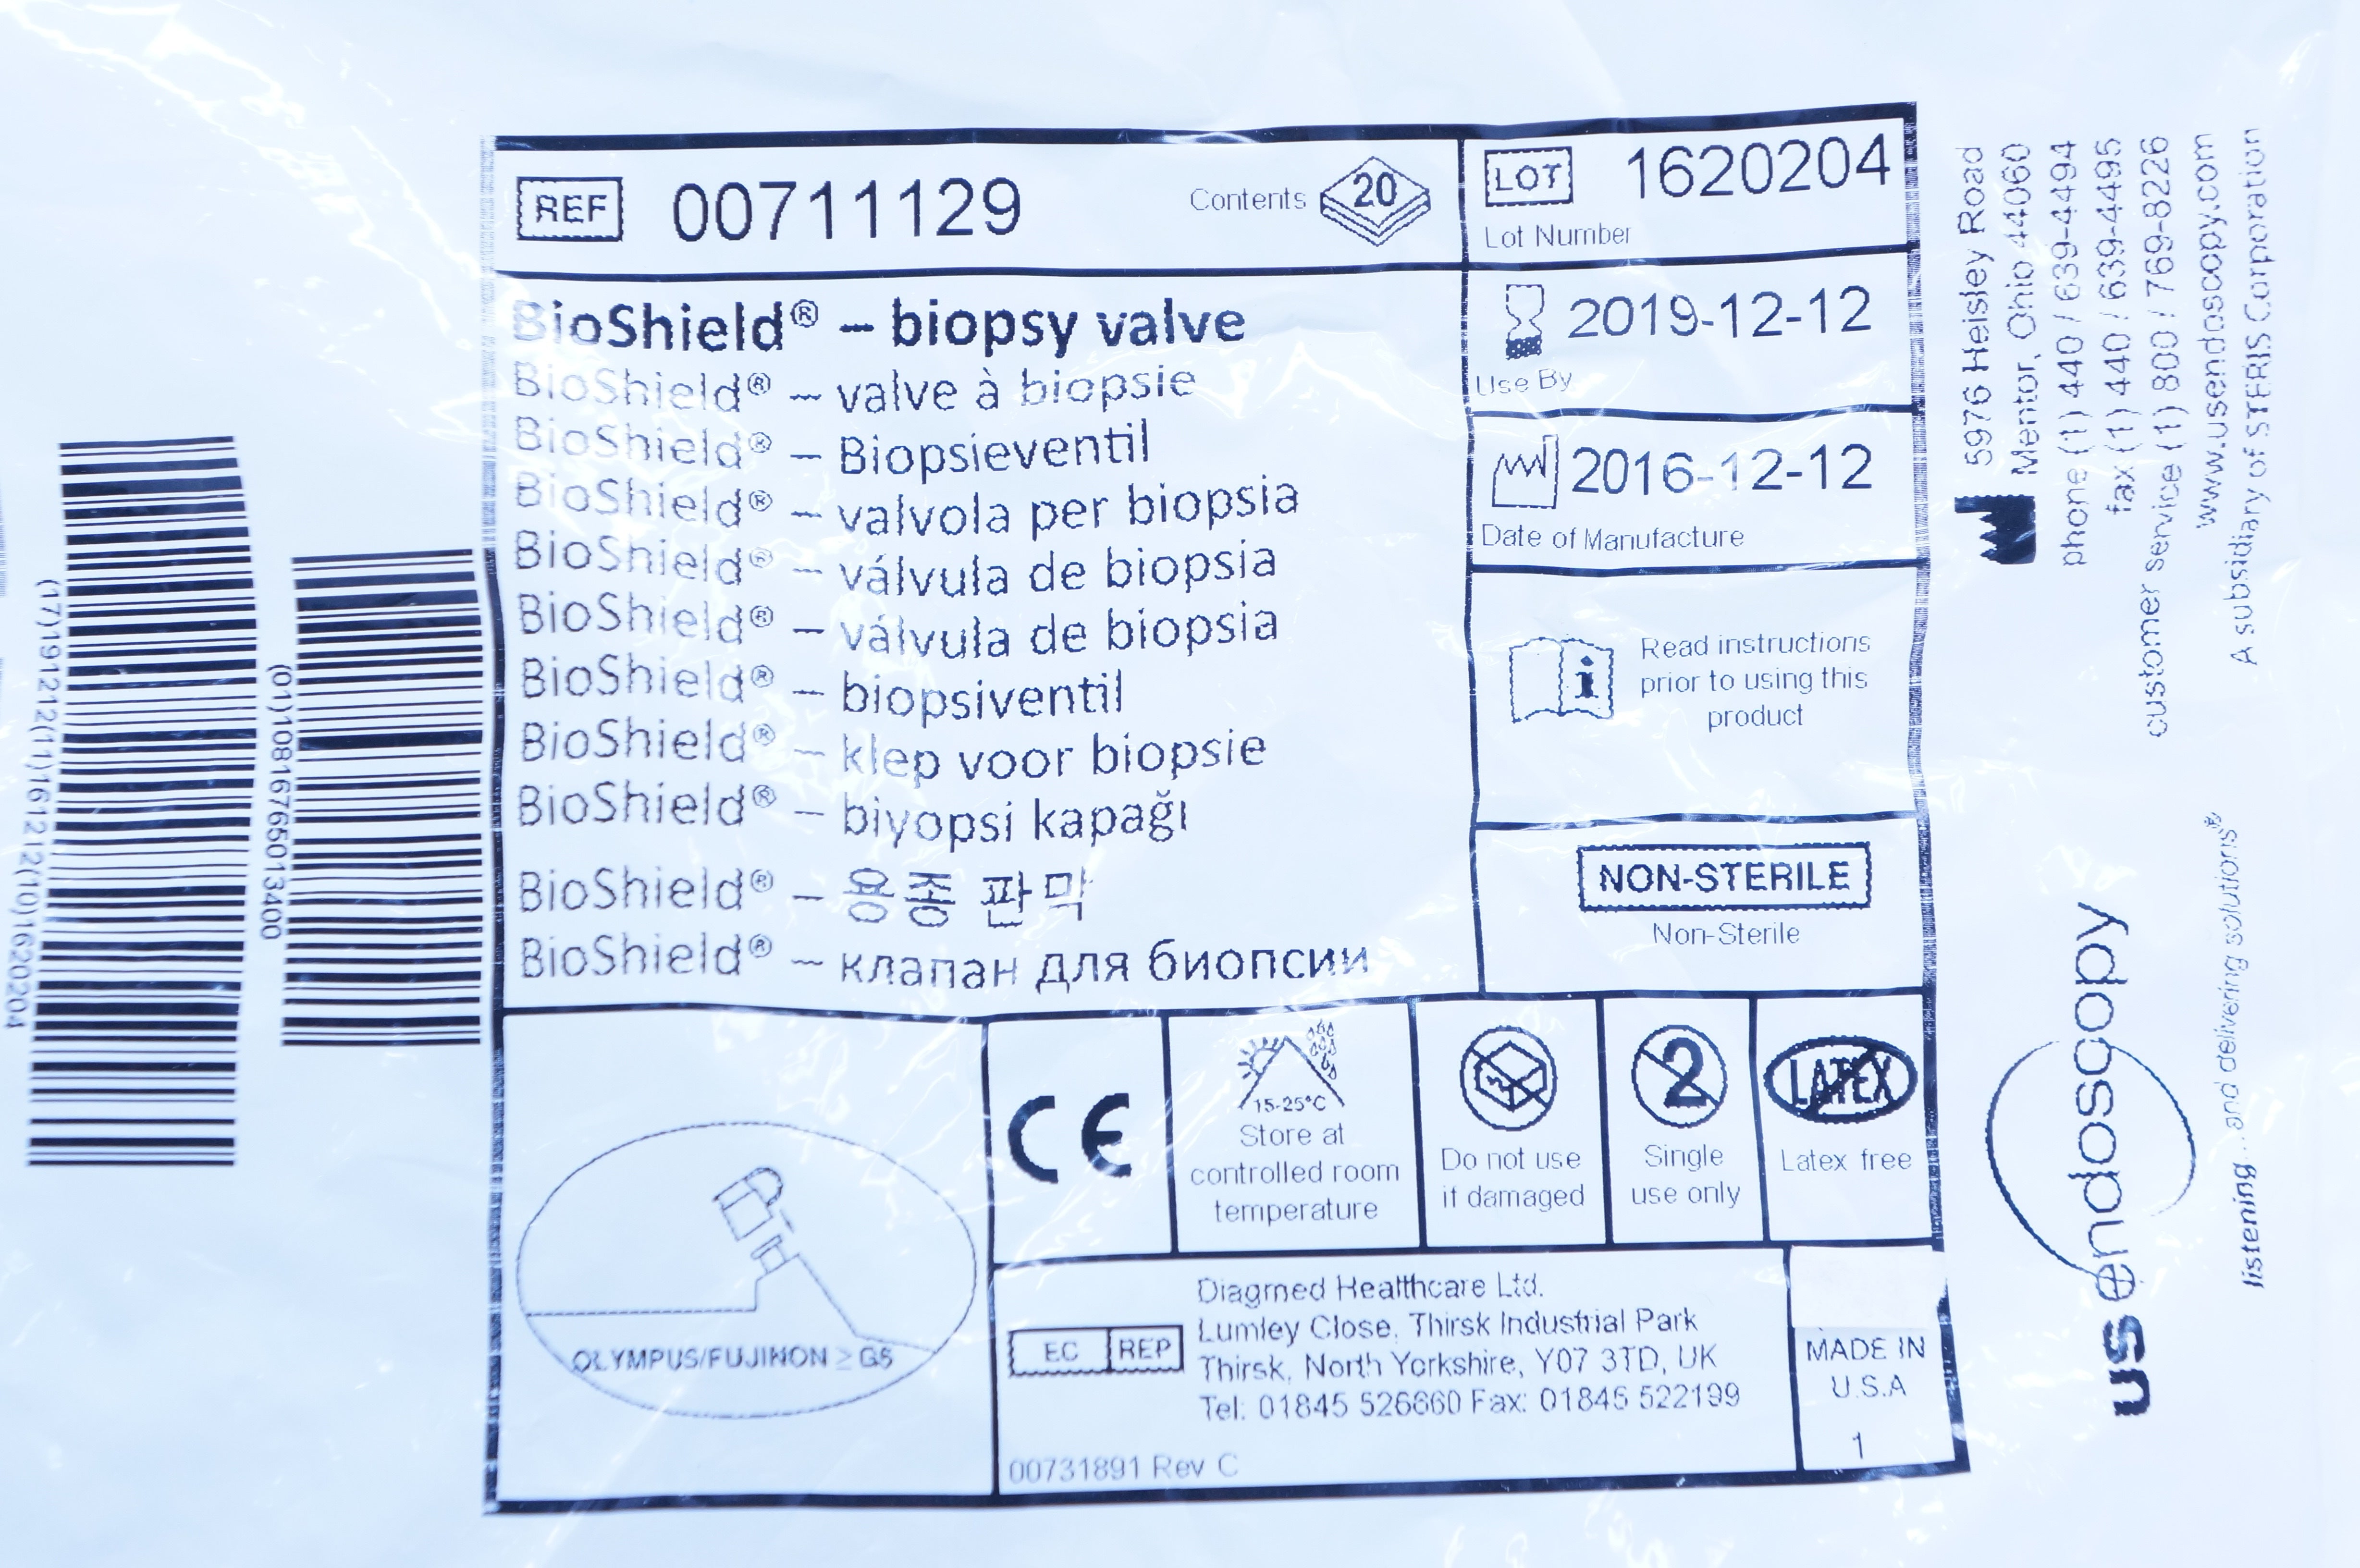 REF 00711129
Contents 20
LOT 1620204
Lot Number
2019-12-12
Use By
2016-12-12
Date of Manufacture
Read instructions
prior to using this
product
NON-STERILE
Non-Sterile
BioShield® – biopsy valve
BioShield® – valve à biopsie
BioShield® – Biopsieventil
BioShield® – valvola per biopsia
BioShield® – válvula de biopsia
BioShield® – válvula de biopsia
BioShield® – biopsiventil
BioShield® – klep voor biopsie
BioShield® – biyopsi kapağı
BioShield® – 용종 판막
BioShield® – клапан для биопсии
OLYMPUS/FUJINON ≥ G5
CE
15-25°C
Store at
controlled room
temperature
Do not use
if damaged
2
Single
use only
LATEX
Latex free
EC REP
Diagmed Healthcare Ltd.
Lumley Close, Thirsk Industrial Park
Thirsk, North Yorkshire, Y07 3TD, UK
Tel: 01845 526660 Fax: 01845 522199
00731891 Rev C
MADE IN
U.S.A
1
(17)191212(11)161212(10)1620204
(01)10816765013400
5976 Heisley Road
Mentor, Ohio 44060
phone (1) 440 / 639-4494
fax (1) 440 / 639-4495
customer service (1) 800 / 769-8226
www.usendoscopy.com
A subsidiary of STERIS Corporation
us endoscopy
listening...and delivering solutions®